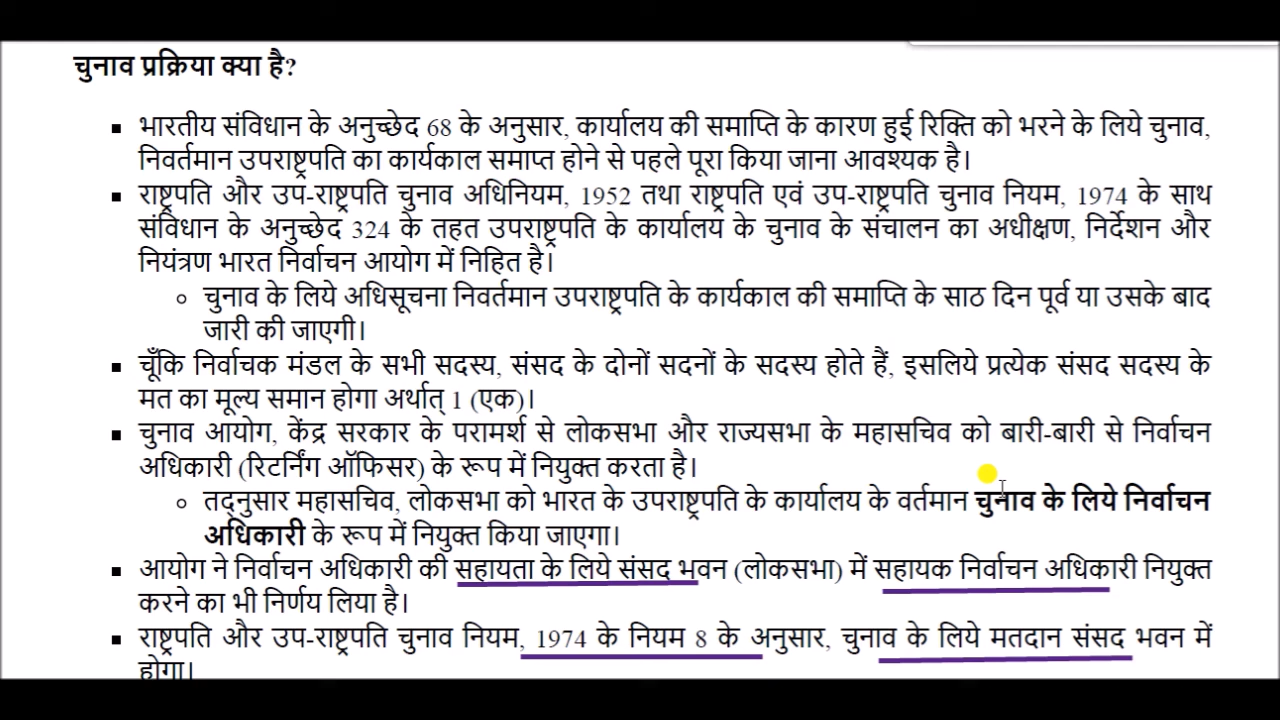 चुनाव प्रक्रिया क्या है?
▪ भारतीय संविधान के अनुच्छेद 68 के अनुसार, कार्यालय की समाप्ति के कारण हुई रिक्ति को भरने के लिये चुनाव,
निवर्तमान उपराष्ट्रपति का कार्यकाल समाप्त होने से पहले पूरा किया जाना आवश्यक है।
▪ राष्ट्रपति और उप-राष्ट्रपति चुनाव अधिनियम, 1952 तथा राष्ट्रपति एवं उप-राष्ट्रपति चुनाव नियम, 1974 के साथ
संविधान के अनुच्छेद 324 के तहत उपराष्ट्रपति के कार्यालय के चुनाव के संचालन का अधीक्षण, निर्देशन और
नियंत्रण भारत निर्वाचन आयोग में निहित है।
○ चुनाव के लिये अधिसूचना निवर्तमान उपराष्ट्रपति के कार्यकाल की समाप्ति के साठ दिन पूर्व या उसके बाद
जारी की जाएगी।
▪ चूँकि निर्वाचक मंडल के सभी सदस्य, संसद के दोनों सदनों के सदस्य होते हैं, इसलिये प्रत्येक संसद सदस्य के
मत का मूल्य समान होगा अर्थात् 1 (एक)।
▪ चुनाव आयोग, केंद्र सरकार के परामर्श से लोकसभा और राज्यसभा के महासचिव को बारी-बारी से निर्वाचन
अधिकारी (रिटर्निंग ऑफिसर) के रूप में नियुक्त करता है।
○ तद्नुसार महासचिव, लोकसभा को भारत के उपराष्ट्रपति के कार्यालय के वर्तमान चुनाव के लिये निर्वाचन
अधिकारी के रूप में नियुक्त किया जाएगा।
▪ आयोग ने निर्वाचन अधिकारी की सहायता के लिये संसद भवन (लोकसभा) में सहायक निर्वाचन अधिकारी नियुक्त
करने का भी निर्णय लिया है।
▪ राष्ट्रपति और उप-राष्ट्रपति चुनाव नियम, 1974 के नियम 8 के अनुसार, चुनाव के लिये मतदान संसद भवन में
होगा।